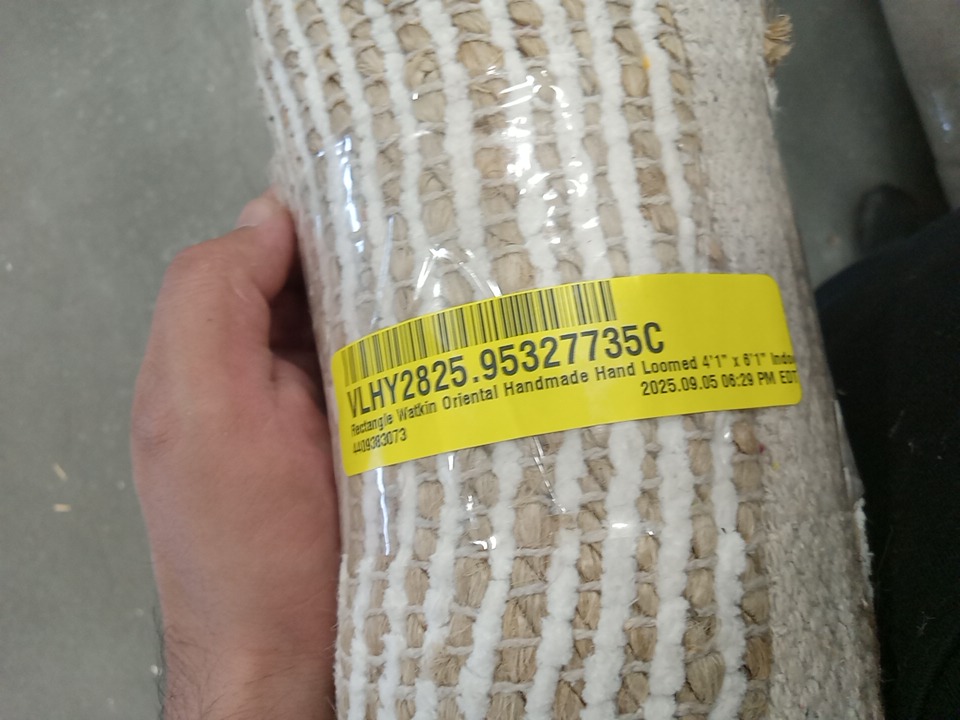 VLHY2825.95327735C
Rectangle Watkin Oriental Handmade Hand Loomed 4'1" x 6'1"
2025.09.05 06:29 PM EDT
4409383073